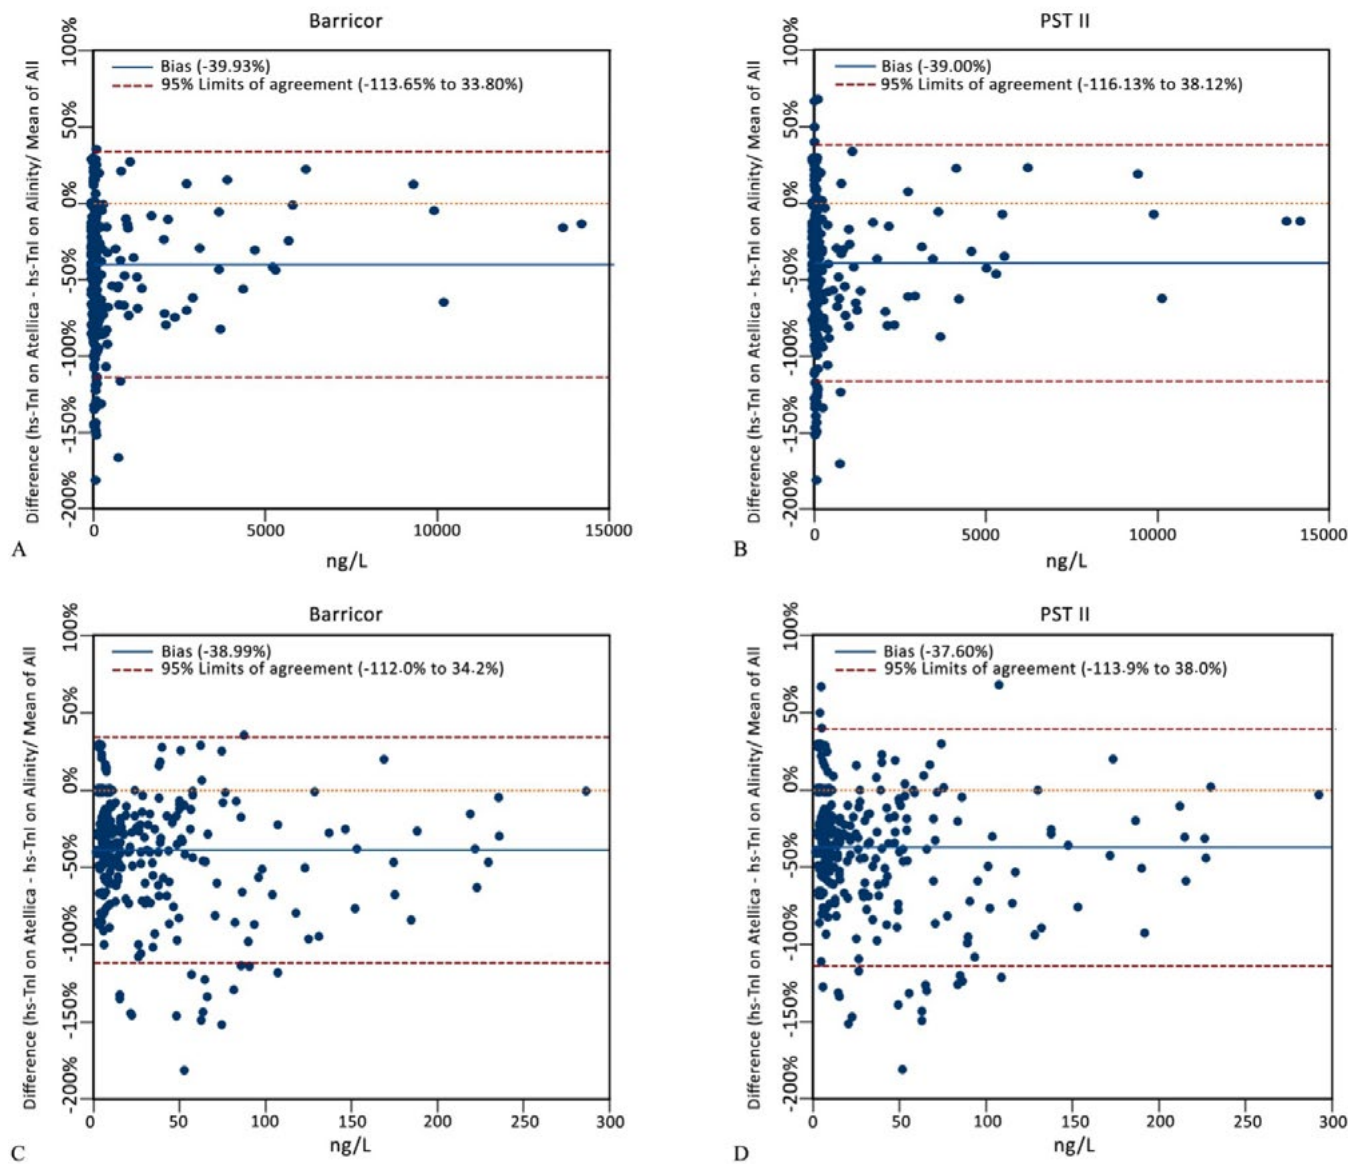 Barricor
Difference (hs-TnI on Atellica - hs-TnI on Alinity/ Mean of All
100%
50%
0%
-50%
-100%
-150%
-200%
Bias (-39.93%)
95% Limits of agreement (-113.65% to 33.80%)
0 5000 10000 15000
ng/L
A
PST II
Difference (hs-TnI on Atellica - hs-TnI on Alinity/ Mean of All
100%
50%
0%
-50%
-100%
-150%
-200%
Bias (-39.00%)
95% Limits of agreement (-116.13% to 38.12%)
0 5000 10000 15000
ng/L
B
Barricor
Difference (hs-TnI on Atellica - hs-TnI on Alinity/ Mean of All
100%
50%
0%
-50%
-100%
-150%
-200%
Bias (-38.99%)
95% Limits of agreement (-112.0% to 34.2%)
0 50 100 150 200 250 300
ng/L
C
PST II
Difference (hs-TnI on Atellica - hs-TnI on Alinity/ Mean of All
100%
50%
0%
-50%
-100%
-150%
-200%
Bias (-37.60%)
95% Limits of agreement (-113.9% to 38.0%)
0 50 100 150 200 250 300
ng/L
D